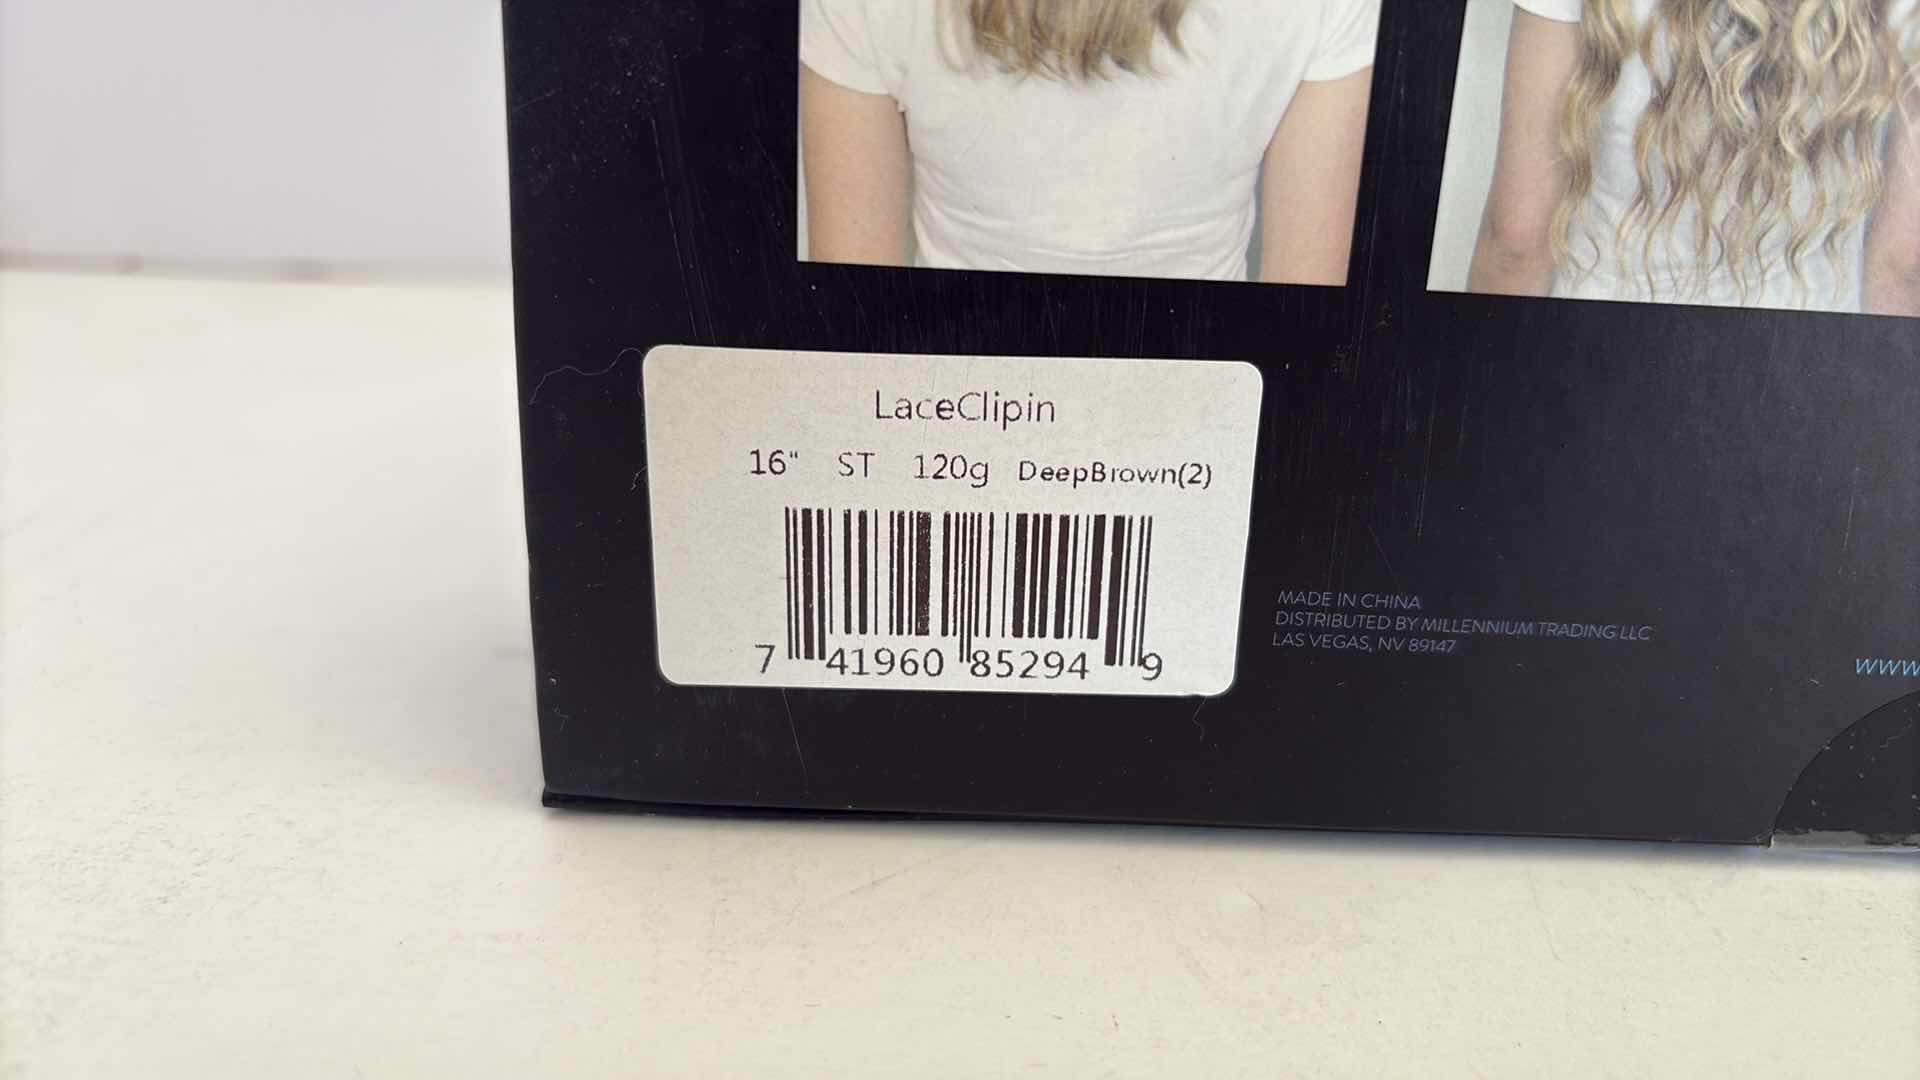 LaceClipin
16" ST 120g DeepBrown(2)
7 41960 85294 9
MADE IN CHINA
DISTRIBUTED BY MILLENNIUM TRADING LLC
LAS VEGAS, NV 89147
www